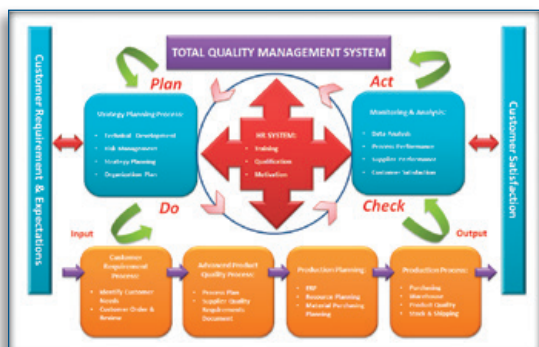 TOTAL QUALITY MANAGEMENT SYSTEM
Customer Requirement & Expectations
Plan
Act
Customer Satisfaction
Strategy Planning Process:
• Technical Development
• Risk Management
• Strategy Planning
• Organization Plan
HR SYSTEM:
• Training
• Qualification
• Motivation
Monitoring & Analysis:
• Data Analysis
• Process Performance
• Supplier Performance
• Customer Satisfaction
Do
Check
Input
Output
Customer
Requirement
Process:
• Identify Customer
Needs
• Customer Order &
Review
Advanced Product
Quality Process:
• Process Plan
• Supplier Quality
Requirements
Document
Production Planning:
• ERP
• Resource Planning
• Material Purchasing
Planning
Production Process:
• Purchasing
• Warehouse
• Product Quality
• Stock & Shipping